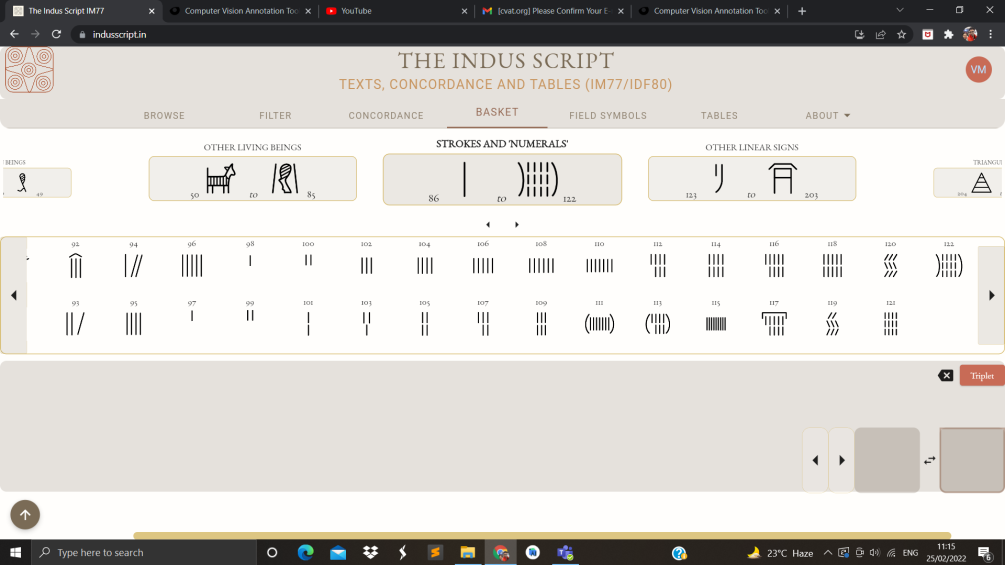 The Indus Script IM77
Computer Vision Annotation Too
YouTube
[cvat.org] Please Confirm Your E-
Computer Vision Annotation Too
indusscript.in
THE INDUS SCRIPT
TEXTS, CONCORDANCE AND TABLES (IM77/IDF80)
VM
BROWSE FILTER CONCORDANCE BASKET FIELD SYMBOLS TABLES ABOUT
BEINGS
49
OTHER LIVING BEINGS
50 to 85
STROKES AND 'NUMERALS'
86 to 122
OTHER LINEAR SIGNS
123 to 203
TRIANGU
204
92 94 96 98 100 102 104 106 108 110 112 114 116 118 120 122
93 95 97 99 101 103 105 107 109 111 113 115 117 119 121
Triplet
Type here to search
23°C Haze
ENG
11:15
25/02/2022
6